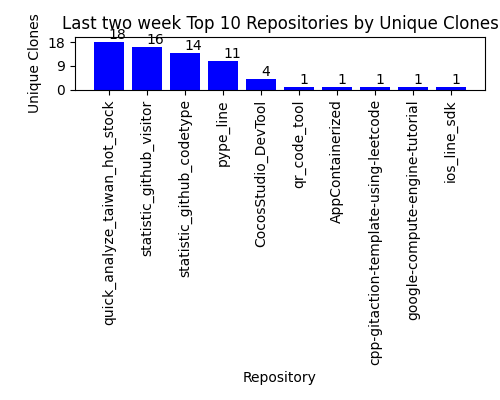 Last two week Top 10 Repositories by Unique Clones
Unique Clones
18
9
0
18
16
14
11
4
1
1
1
1
1
quick_analyze_taiwan_hot_stock
statistic_github_visitor
statistic_github_codetype
pype_line
CocosStudio_DevTool
qr_code_tool
AppContainerized
cpp-gitaction-template-using-leetcode
google-compute-engine-tutorial
ios_line_sdk
Repository